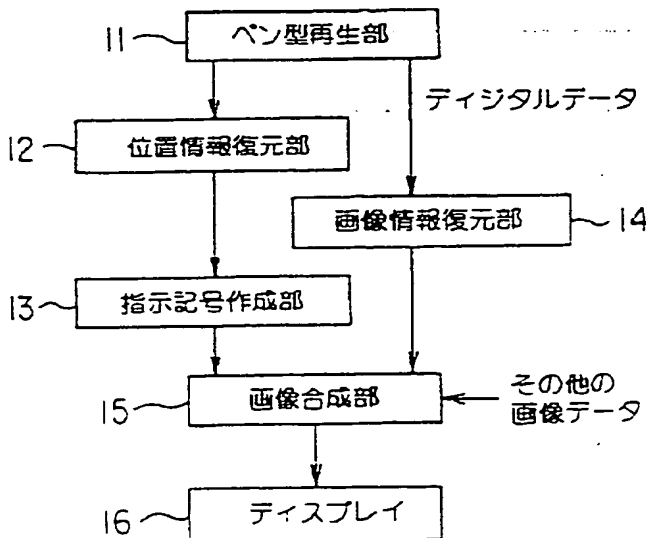 11 ペン型再生部
ディジタルデータ
12 位置情報復元部
画像情報復元部 14
13 指示記号作成部
15 画像合成部
その他の
画像データ
16 ディスプレイ